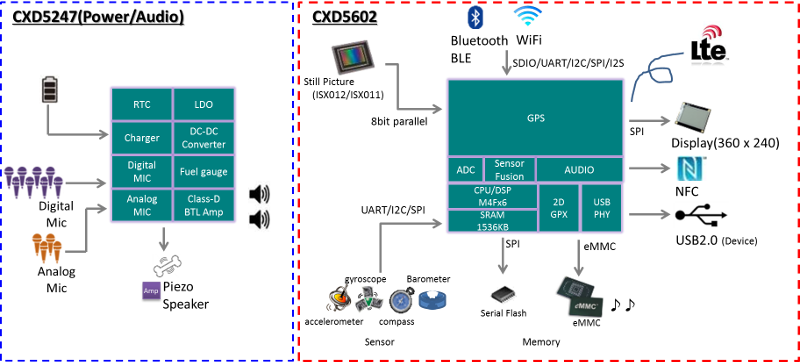 CXD5247(Power/Audio)
RTC
LDO
Charger
DC-DC
Converter
Digital
MIC
Fuel gauge
Analog
MIC
Class-D
BTL Amp
Digital
Mic
Analog
Mic
Amp
Piezo
Speaker
CXD5602
Bluetooth
BLE
WiFi
SDIO/UART/I2C/SPI/I2S
LTE
Still Picture
(ISX012/ISX011)
8bit parallel
GPS
SPI
Display(360 x 240)
ADC
Sensor
Fusion
AUDIO
NFC
CPU/DSP
M4Fx6
SRAM
1536KB
2D
GPX
USB
PHY
USB2.0 (Device)
UART/I2C/SPI
SPI
eMMC
gyroscope
Barometer
accelerometer
compass
Sensor
Serial Flash
eMMC
eMMC
Memory